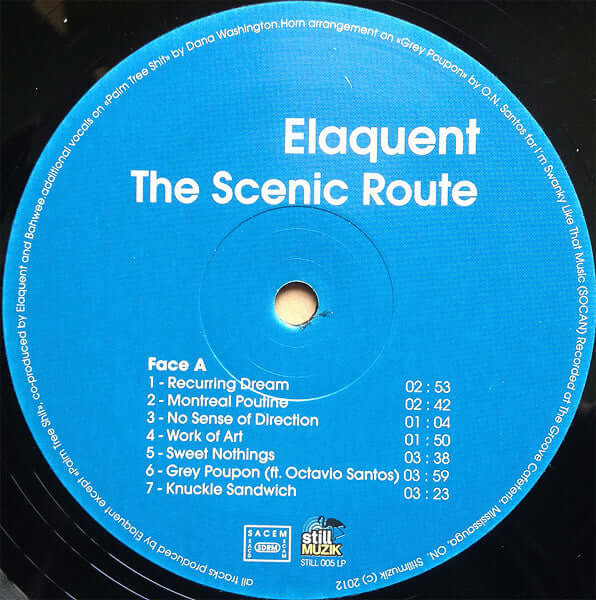 all tracks produced by Elaquent except «Palm Tree Shit», co-produced by Elaquent and Bahwee.additional vocals on «Palm Tree Shit» by Dana Washington.Horn arrangement on «Grey Poupon» by O.N. Santos for I'm Swanky Like That Music (SOCAN) Recorded at The Groove Cafeteria, Mississauga, ON, Stillmuzik (c) 2012
Elaquent
The Scenic Route
Face A
1 - Recurring Dream 02 : 53
2 - Montreal Poutine 02 : 42
3 - No Sense of Direction 01 : 04
4 - Work of Art 01 : 50
5 - Sweet Nothings 03 : 38
6 - Grey Poupon (ft. Octavio Santos) 03 : 59
7 - Knuckle Sandwich 03 : 23
SACEM
SACD
SDRM
SCAM
still
MUZIK
STILL 005 LP